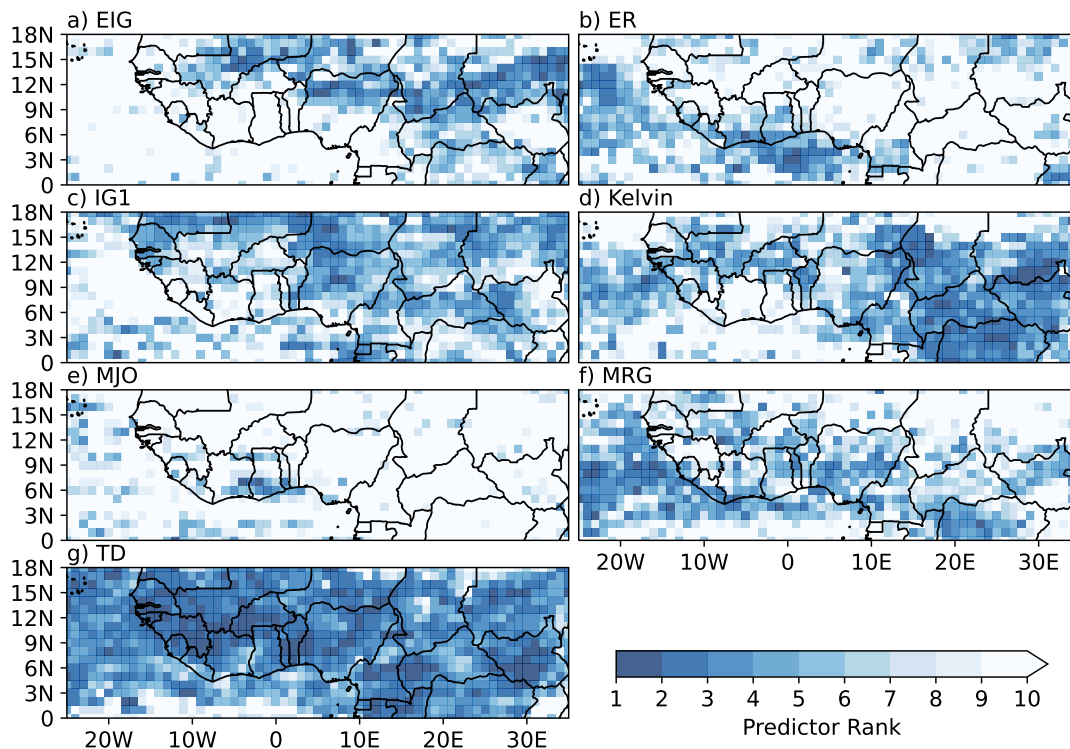 a) EIG
b) ER
18N
15N
12N
9N
6N
3N
0
c) IG1
d) Kelvin
18N
15N
12N
9N
6N
3N
0
e) MJO
f) MRG
18N
15N
12N
9N
6N
3N
0
20W 10W 0 10E 20E 30E
g) TD
18N
15N
12N
9N
6N
3N
0
20W 10W 0 10E 20E 30E
1 2 3 4 5 6 7 8 9 10
Predictor Rank